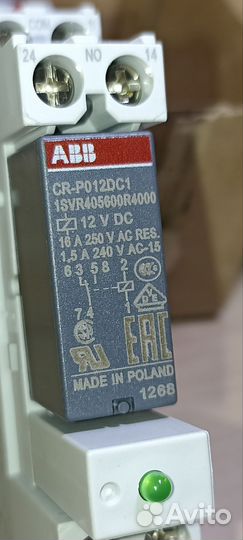 24 NO 14
ABB
CR-P012DC1
1SVR405600R4000
12 V DC
16 A 250 V AC RES.
1,5 A 240 V AC-15
6 3 5 8 2 1
7 4
EAC
MADE IN POLAND
1268
Avito